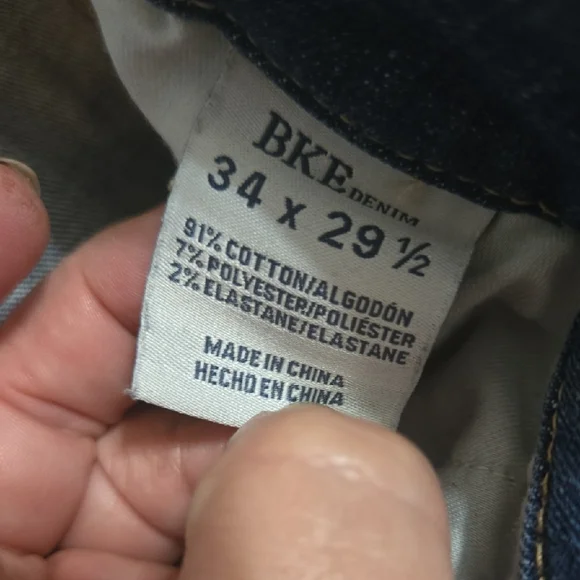 BKE DENIM
34 x 29 ½
91% COTTON/ALGODÓN
7% POLYESTER/POLIÉSTER
2% ELASTANE/ELASTANE
MADE IN CHINA
HECHO EN CHINA